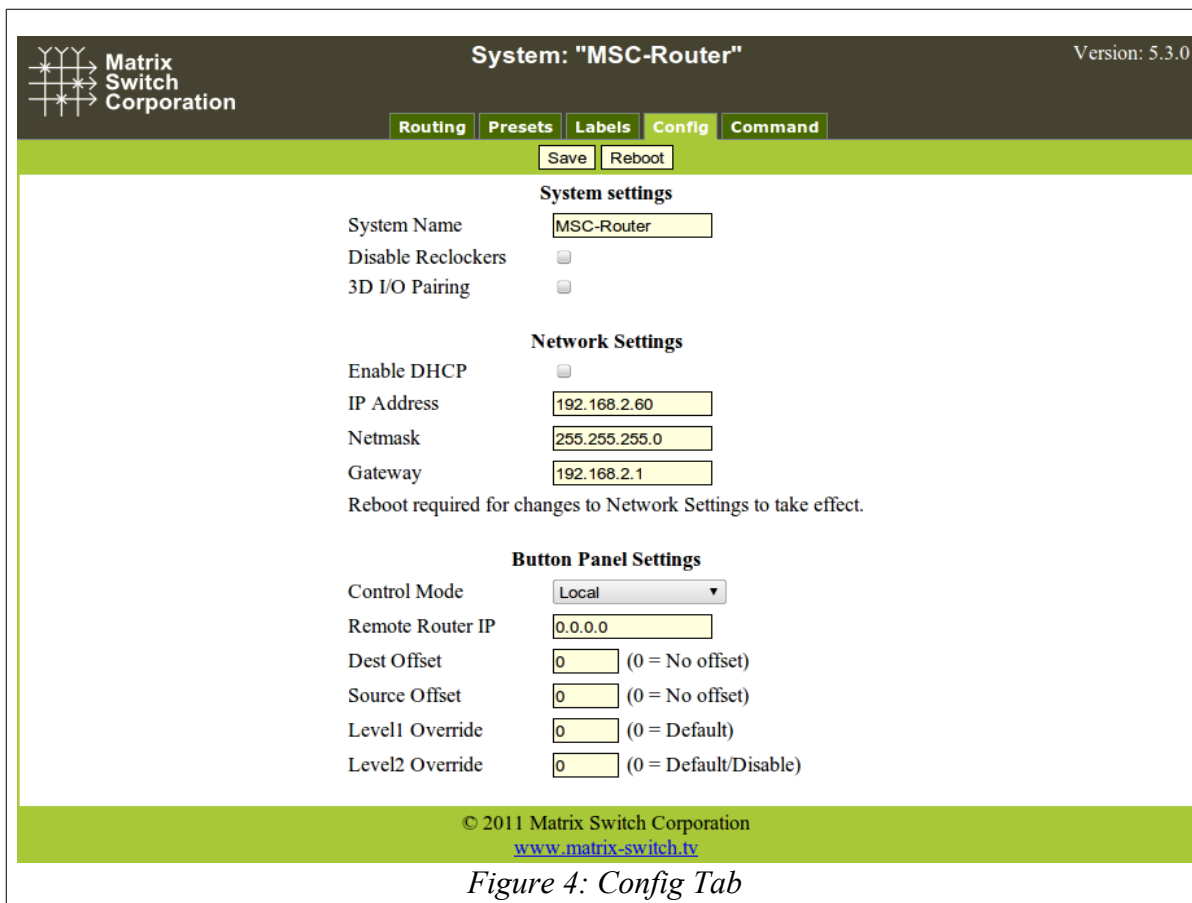 Matrix
Switch
Corporation
System: "MSC-Router"
Version: 5.3.0
Routing Presets Labels Config Command
Save Reboot
System settings
System Name MSC-Router
Disable Reclockers
3D I/O Pairing
Network Settings
Enable DHCP
IP Address 192.168.2.60
Netmask 255.255.255.0
Gateway 192.168.2.1
Reboot required for changes to Network Settings to take effect.
Button Panel Settings
Control Mode Local
Remote Router IP 0.0.0.0
Dest Offset 0 (0 = No offset)
Source Offset 0 (0 = No offset)
Level1 Override 0 (0 = Default)
Level2 Override 0 (0 = Default/Disable)
© 2011 Matrix Switch Corporation
www.matrix-switch.tv
Figure 4: Config Tab